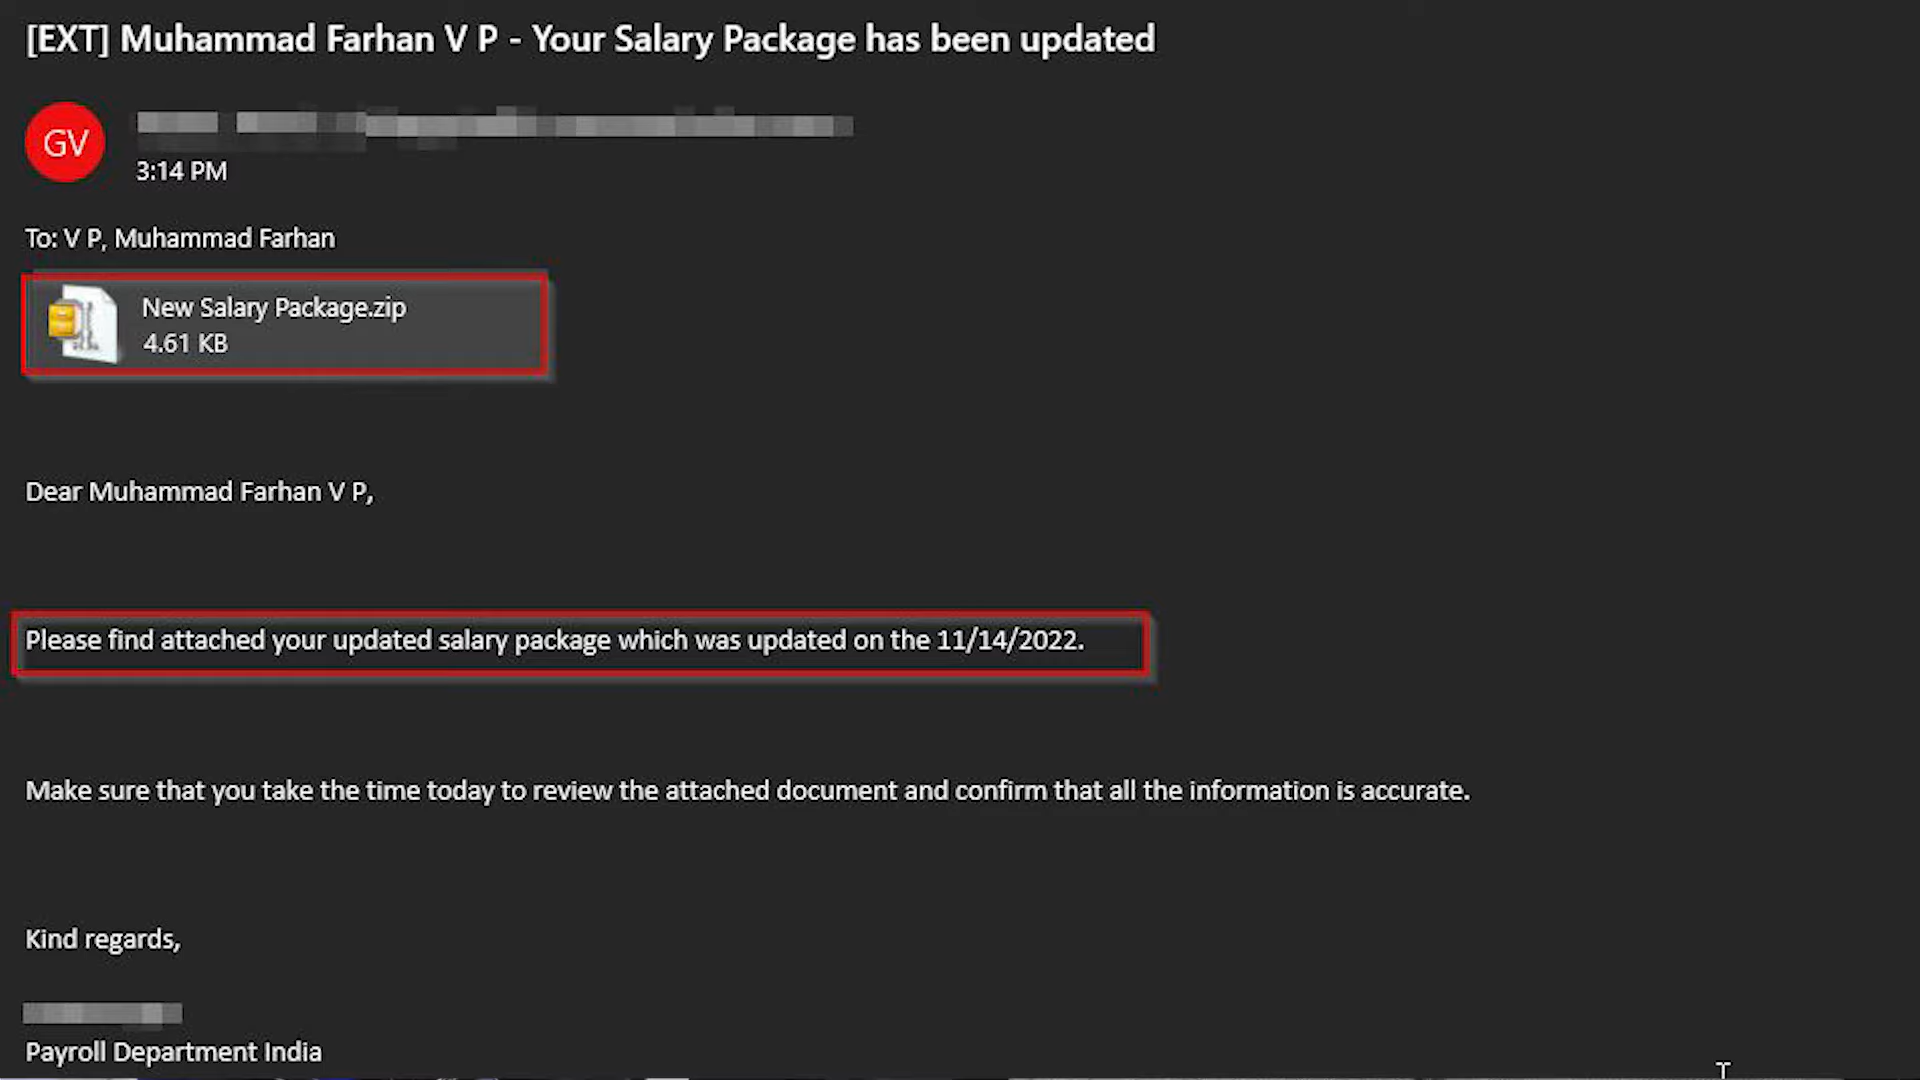 [EXT] Muhammad Farhan V P - Your Salary Package has been updated
GV
3:14 PM
To: V P, Muhammad Farhan
New Salary Package.zip
4.61 KB
Dear Muhammad Farhan V P,
Please find attached your updated salary package which was updated on the 11/14/2022.
Make sure that you take the time today to review the attached document and confirm that all the information is accurate.
Kind regards,
Payroll Department India